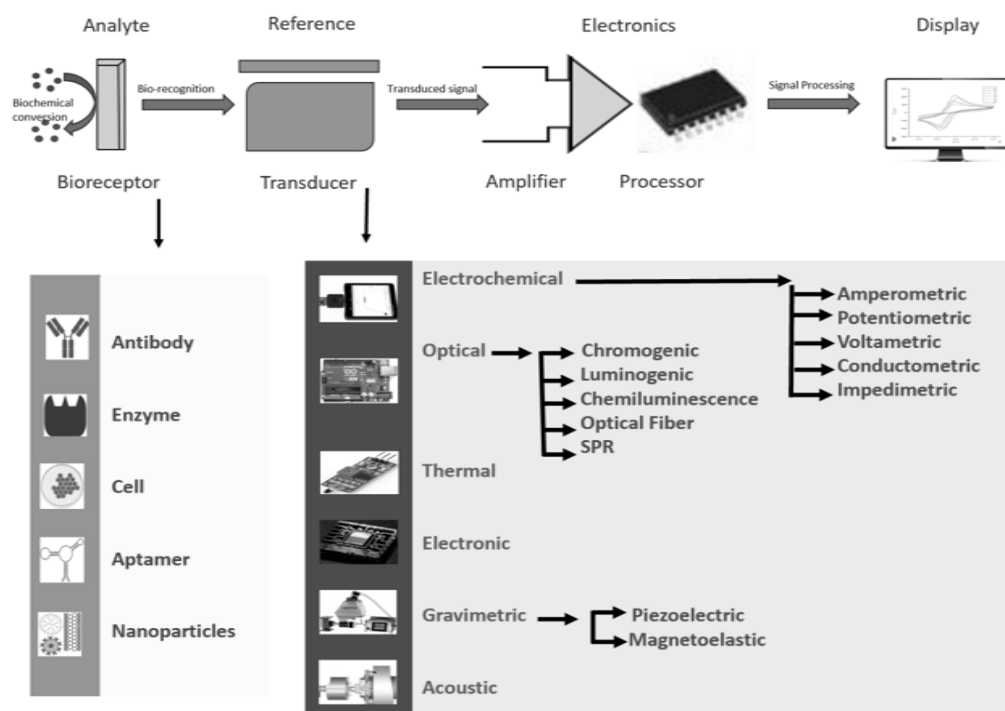 Analyte
Reference
Electronics
Display
Biochemical
conversion
Bio-recognition
Transduced signal
Signal Processing
Bioreceptor
Transducer
Amplifier
Processor
Antibody
Enzyme
Cell
Aptamer
Nanoparticles
Electrochemical
Amperometric
Potentiometric
Voltametric
Conductometric
Impedimetric
Optical
Chromogenic
Luminogenic
Chemiluminescence
Optical Fiber
SPR
Thermal
Electronic
Gravimetric
Piezoelectric
Magnetoelastic
Acoustic